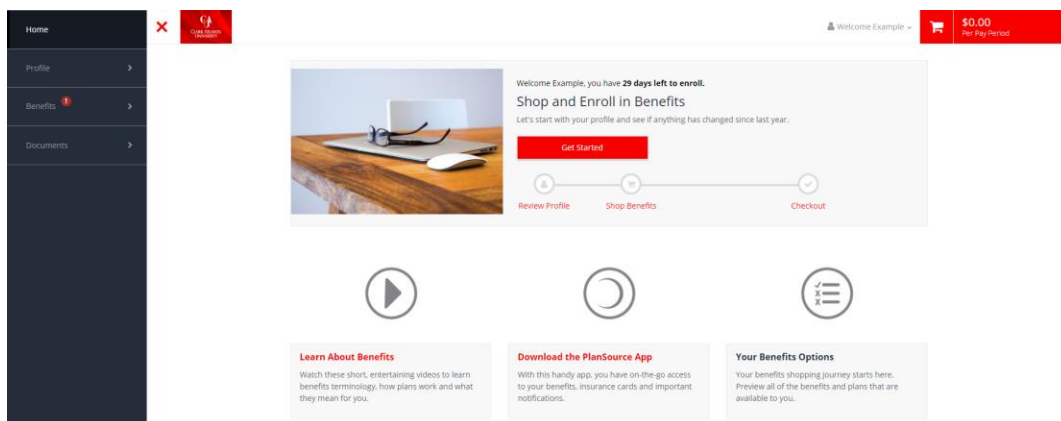 Home
Profile
Benefits
Documents
CLARK ATLANTA
UNIVERSITY
Welcome Example
$0.00
Per Pay Period
Welcome Example, you have 29 days left to enroll.
Shop and Enroll in Benefits
Let's start with your profile and see if anything has changed since last year.
Get Started
Review Profile
Shop Benefits
Checkout
Learn About Benefits
Watch these short, entertaining videos to learn
benefits terminology, how plans work and what
they mean for you.
Download the PlanSource App
With this handy app, you have on-the-go access
to your benefits, insurance cards and important
notifications.
Your Benefits Options
Your benefits shopping journey starts here.
Preview all of the benefits and plans that are
available to you.